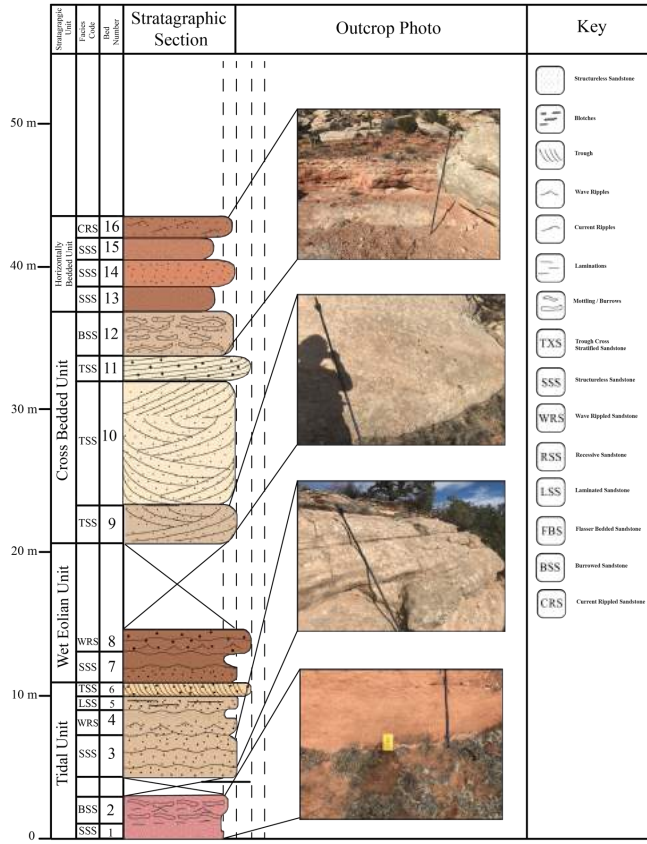 Stratagraphic Unit
Facies Code
Bed Number
Stratagraphic Section
Outcrop Photo
Key
50 m
40 m
30 m
20 m
10 m
0
Horizontally Bedded Unit
Cross Bedded Unit
Wet Eolian Unit
Tidal Unit
CRS 16
SSS 15
SSS 14
SSS 13
BSS 12
TSS 11
TSS 10
TSS 9
WRS 8
SSS 7
TSS 6
LSS 5
WRS 4
SSS 3
BSS 2
SSS 1
Structureless Sandstone
Blotches
Trough
Wave Ripples
Current Ripples
Laminations
Mottling / Burrows
TXS Trough Cross
Stratified Sandstone
SSS Structureless Sandstone
WRS Wave Rippled Sandstone
RSS Recessive Sandstone
LSS Laminated Sandstone
FBS Flasser Bedded Sandstone
BSS Burrowed Sandstone
CRS Current Rippled Sandstone